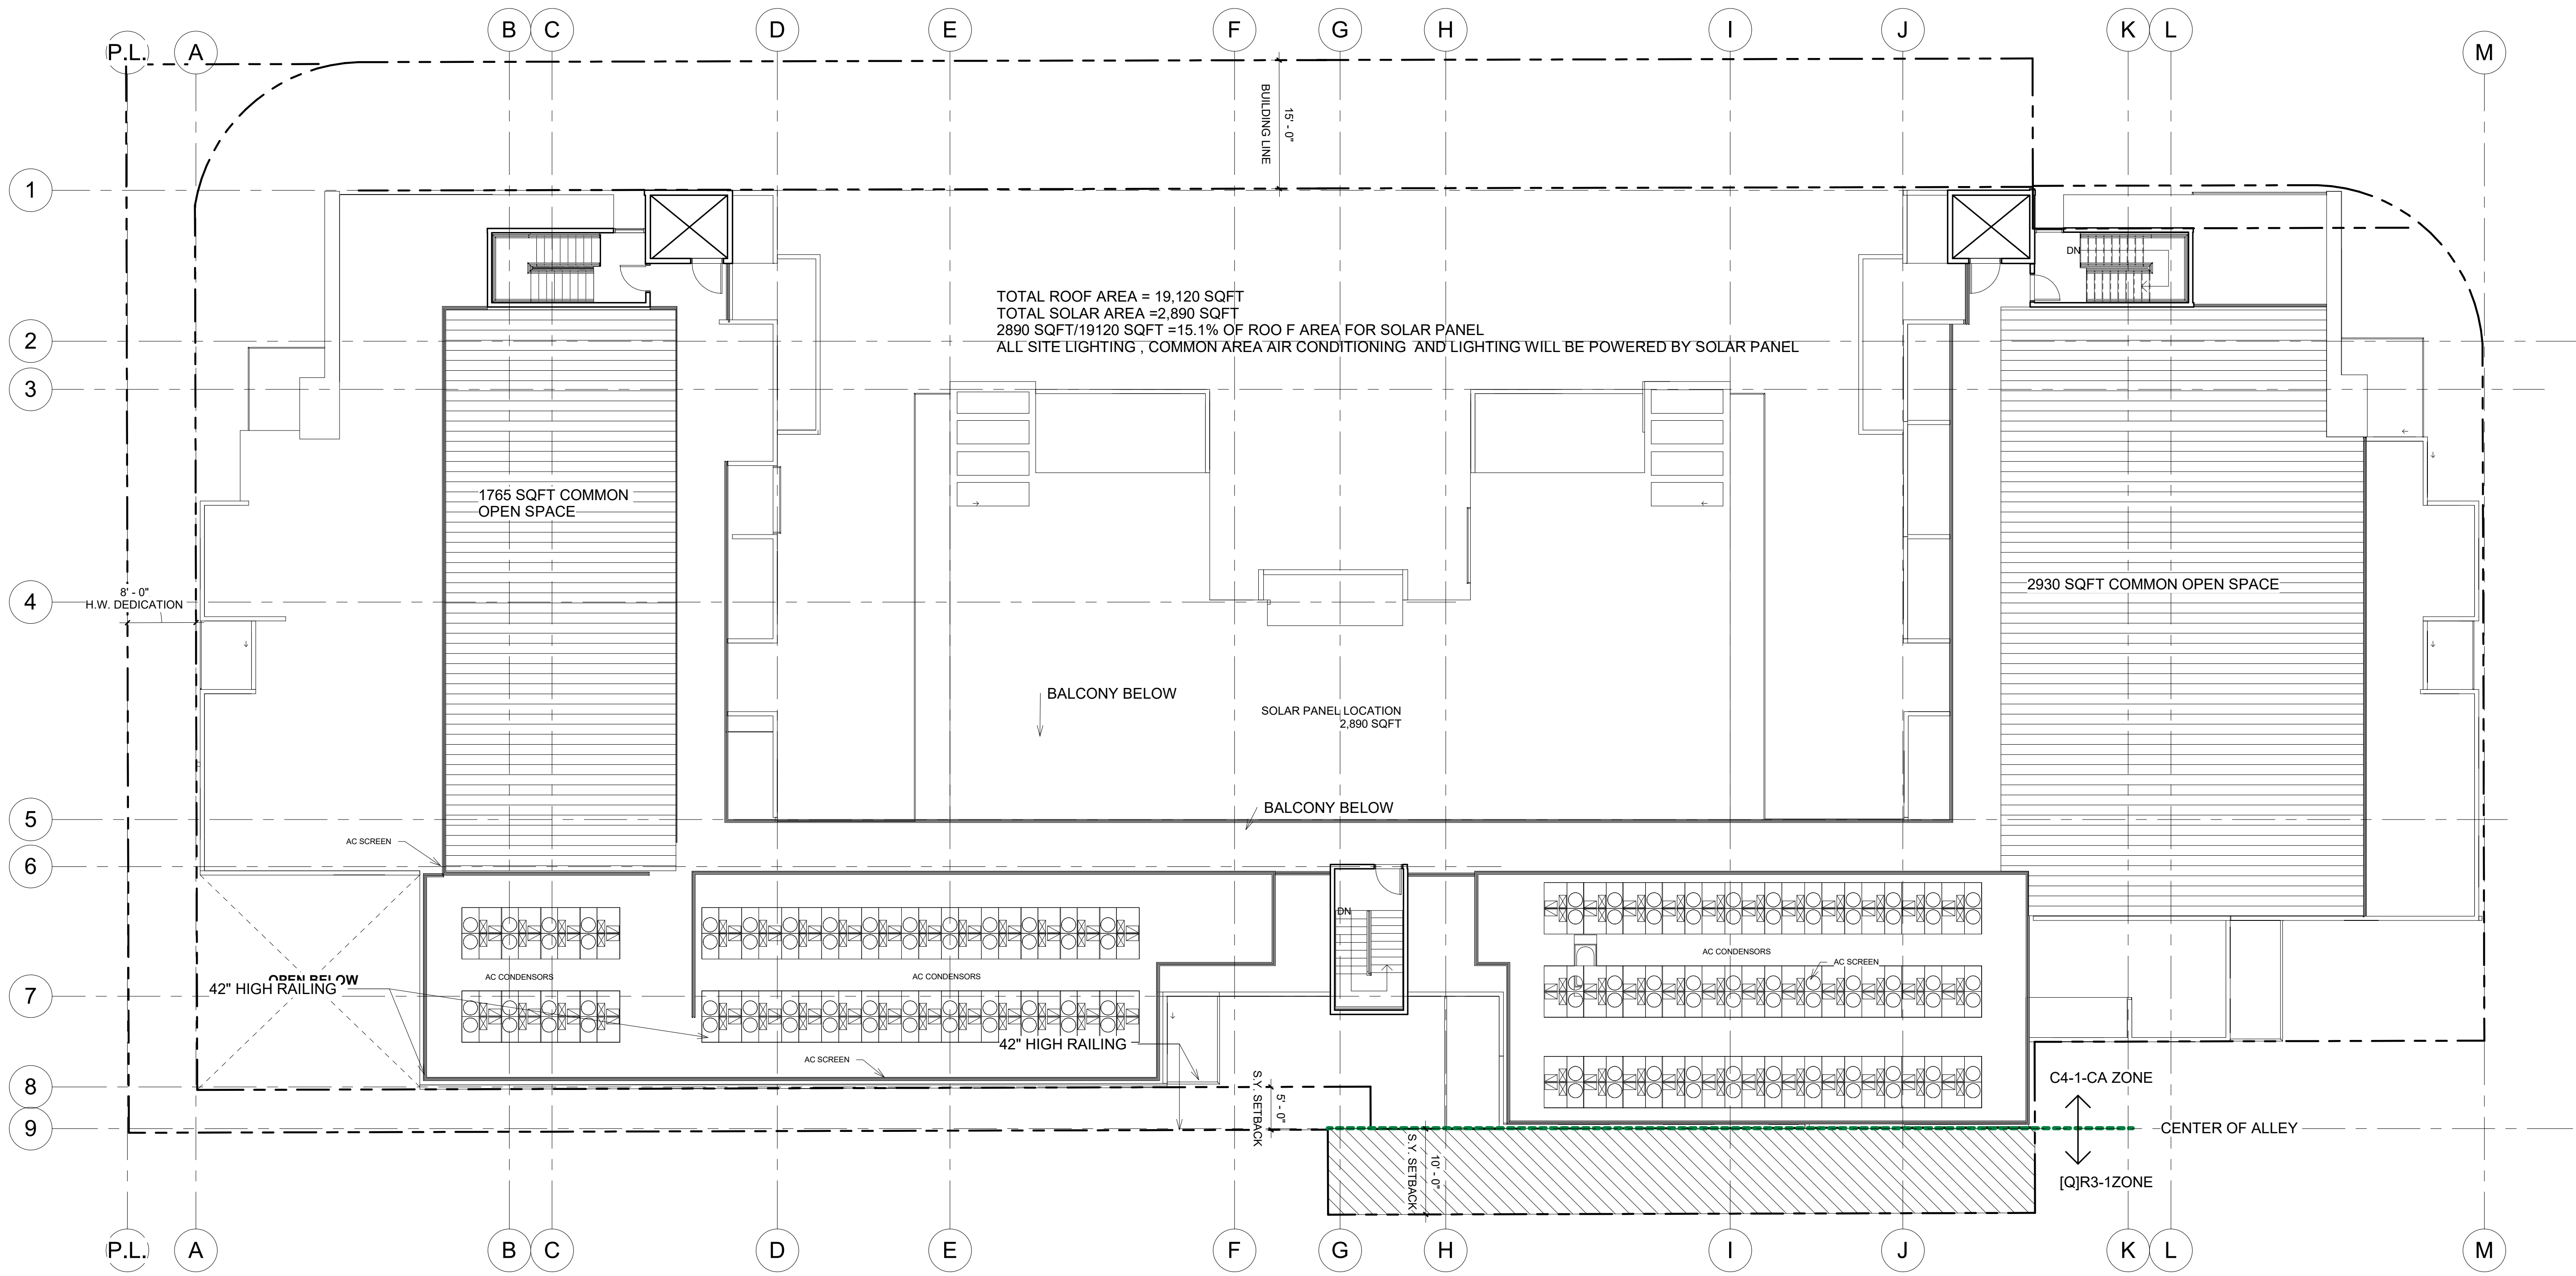 P.L.
A
B
C
D
E
F
G
H
I
J
K
L
M
15' - 0"
BUILDING LINE
1
DN
TOTAL ROOF AREA = 19,120 SQFT
TOTAL SOLAR AREA =2,890 SQFT
2890 SQFT/19120 SQFT =15.1% OF ROO F AREA FOR SOLAR PANEL
ALL SITE LIGHTING , COMMON AREA AIR CONDITIONING  AND LIGHTING WILL BE POWERED BY SOLAR PANEL
2
3
1765 SQFT COMMON
OPEN SPACE
2930 SQFT COMMON OPEN SPACE
8' - 0"
H.W. DEDICATION
4
BALCONY BELOW
SOLAR PANEL LOCATION
2,890 SQFT
BALCONY BELOW
5
AC SCREEN
6
DN
AC CONDENSORS
AC CONDENSORS
AC CONDENSORS
AC SCREEN
OPEN BELOW
42" HIGH RAILING
7
42" HIGH RAILING
AC SCREEN
8
S.Y. SETBACK
5' - 0"
C4-1-CA ZONE
9
CENTER OF ALLEY
S.Y. SETBACK
10' - 0"
[Q]R3-1ZONE
P.L.
A
B
C
D
E
F
G
H
I
J
K
L
M